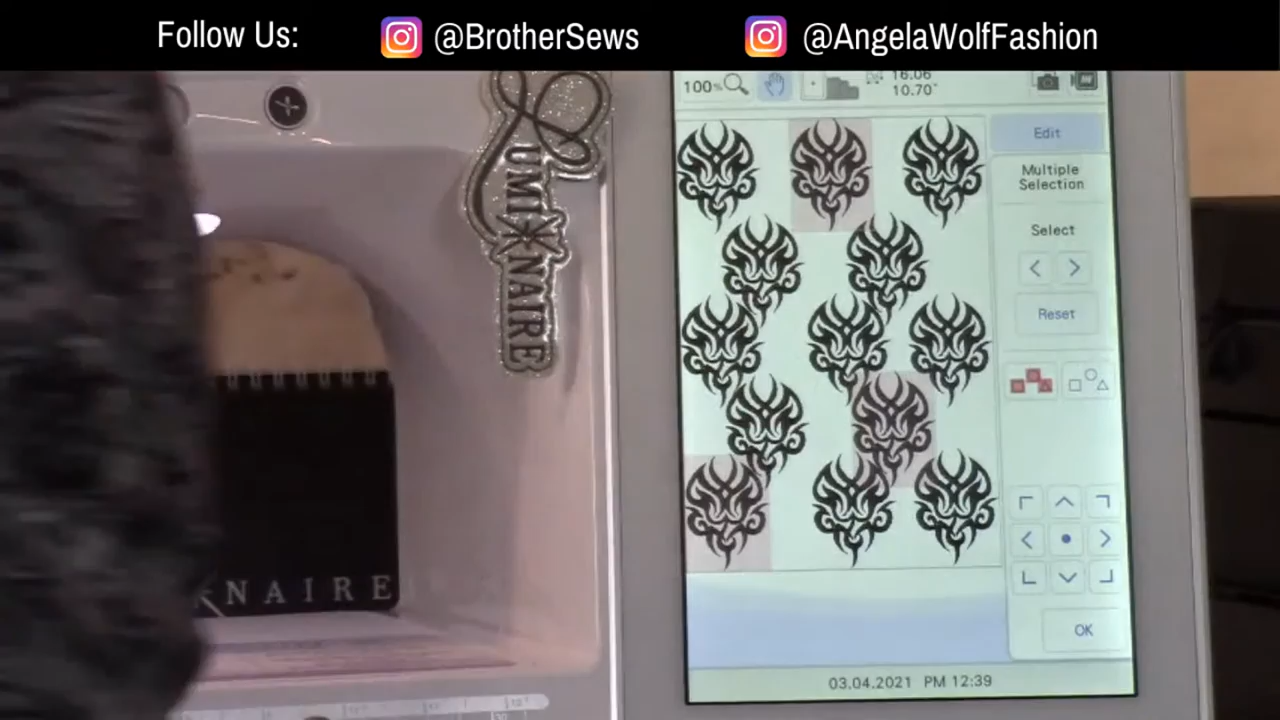 Follow Us: @BrotherSews @AngelaWolfFashion
100%
16.06
10.70"
Edit
Multiple
Selection
Select
Reset
OK
03.04.2021 PM 12:39
LUMINAIRE
NAIRE